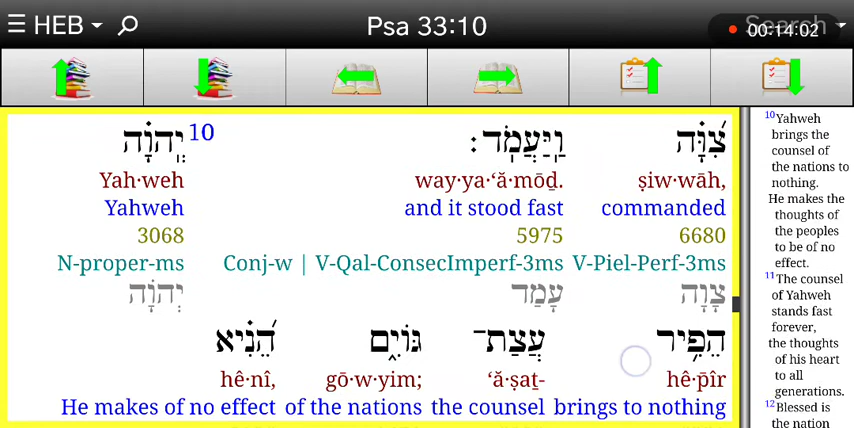 ☰ HEB Psa 33:10 Search
00:14:02
צִוָּ֗ה וַֽיַּעֲמֹֽד׃ 10 יְֽהוָ֗ה
ṣiw·wāh, way·ya·‘ă·mōḏ. Yah·weh
commanded and it stood fast Yahweh
6680 5975 3068
V-Piel-Perf-3ms Conj-w | V-Qal-ConsecImperf-3ms N-proper-ms
צָוָה עָמַד יְהוָה
הֵפִ֥יר עֲצַת־ גּוֹיִ֑ם הֵ֝נִ֗יא
hê·pîr ‘ă·ṣaṯ- gō·w·yim; hê·nî,
brings to nothing the counsel of the nations He makes of no effect
10Yahweh
brings the
counsel of
the nations to
nothing.
He makes the
thoughts of
the peoples
to be of no
effect.
11The counsel
of Yahweh
stands fast
forever,
the thoughts
of his heart
to all
generations.
12Blessed is
the nation